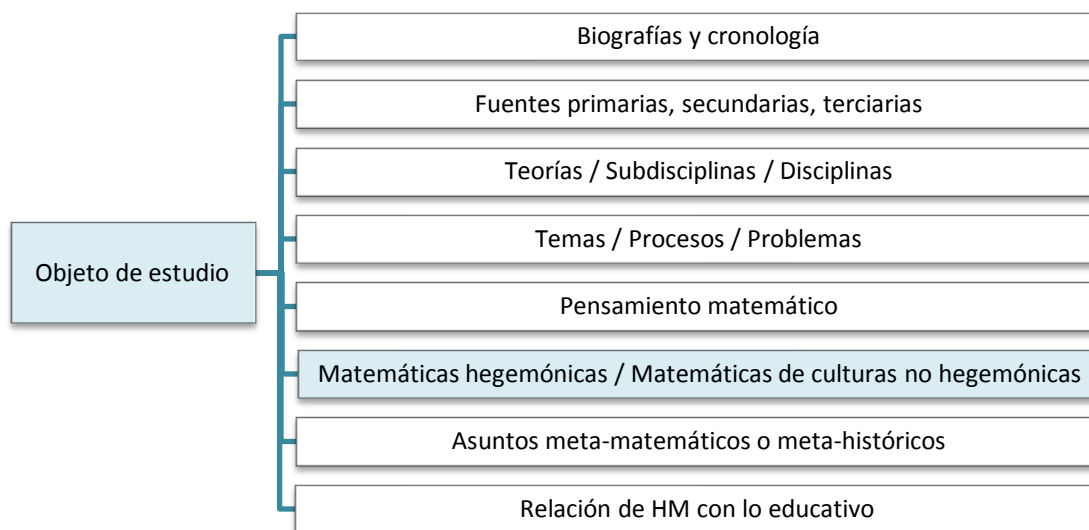 Biografías y cronología
Fuentes primarias, secundarias, terciarias
Teorías / Subdisciplinas / Disciplinas
Temas / Procesos / Problemas
Objeto de estudio
Pensamiento matemático
Matemáticas hegemónicas / Matemáticas de culturas no hegemónicas
Asuntos meta-matemáticos o meta-históricos
Relación de HM con lo educativo